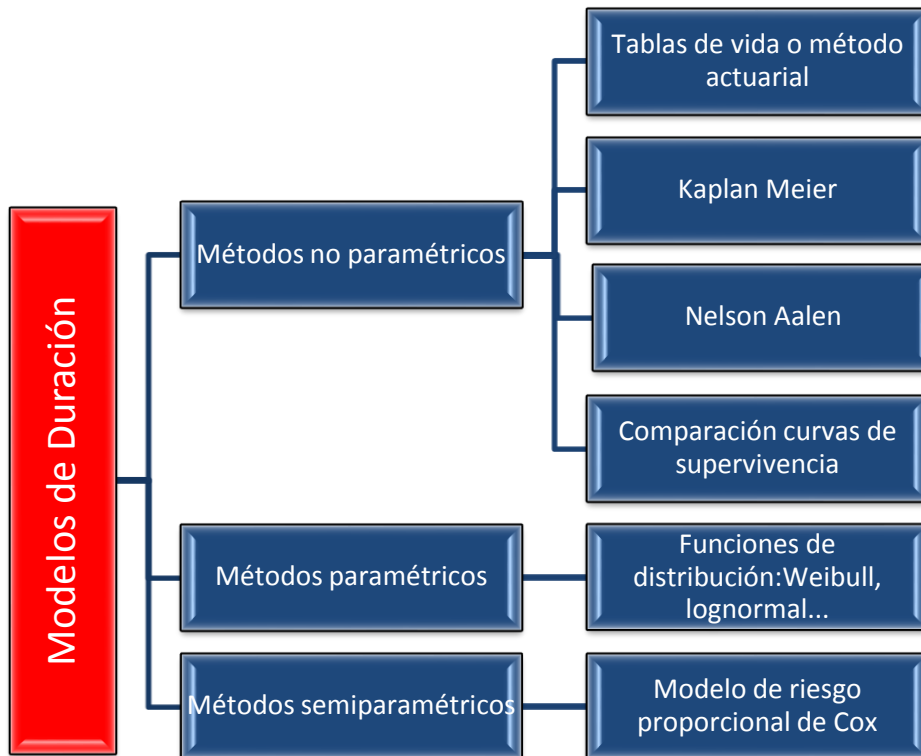 Modelos de Duración
Métodos no paramétricos
Tablas de vida o método
actuarial
Kaplan Meier
Nelson Aalen
Comparación curvas de
supervivencia
Métodos paramétricos
Funciones de
distribución:Weibull,
lognormal...
Métodos semiparamétricos
Modelo de riesgo
proporcional de Cox